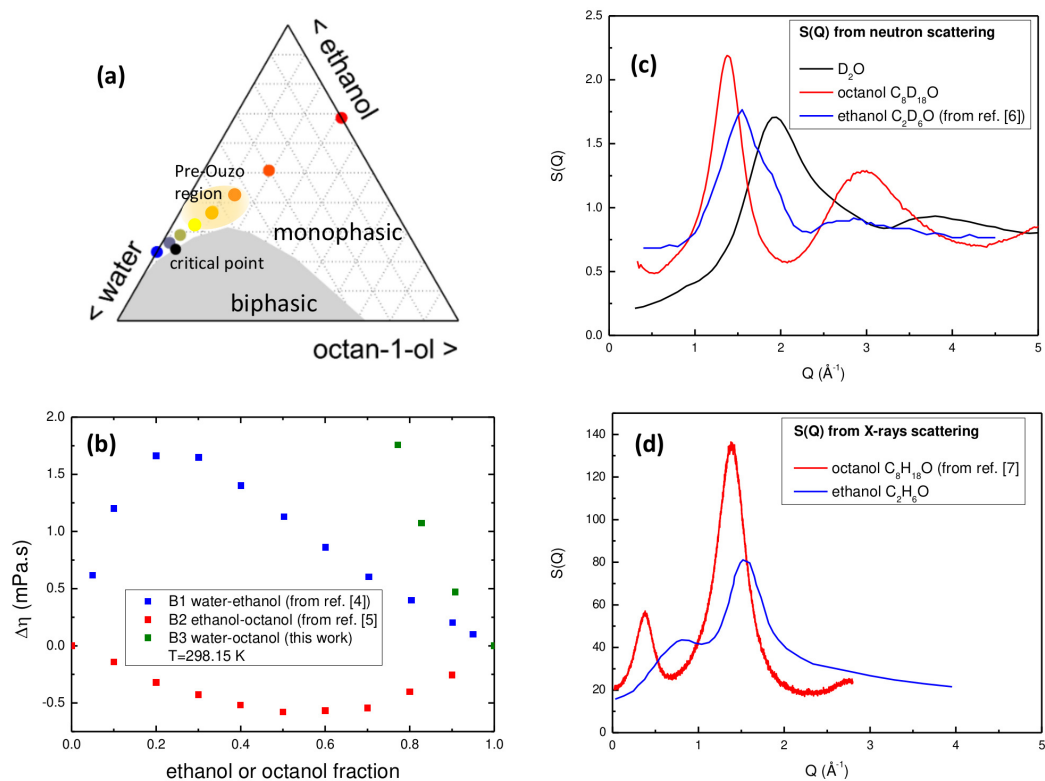 (a)
< ethanol
Pre-Ouzo
region
monophasic
critical point
< water
biphasic
octan-1-ol >
(c)
S(Q) from neutron scattering
D₂O
octanol C₈D₁₈O
ethanol C₂D₆O (from ref. [6])
2.5
2.0
1.5
1.0
0.5
0.0
S(Q)
0 1 2 3 4 5
Q (Å⁻¹)
(b)
2.0
1.5
1.0
0.5
0.0
-0.5
Δη (mPa.s)
B1 water-ethanol (from ref. [4])
B2 ethanol-octanol (from ref. [5]
B3 water-octanol (this work)
T=298.15 K
0.0 0.2 0.4 0.6 0.8 1.0
ethanol or octanol fraction
(d)
S(Q) from X-rays scattering
octanol C₈H₁₈O (from ref. [7]
ethanol C₂H₆O
140
120
100
80
60
40
20
0
S(Q)
0 1 2 3 4 5
Q (Å⁻¹)